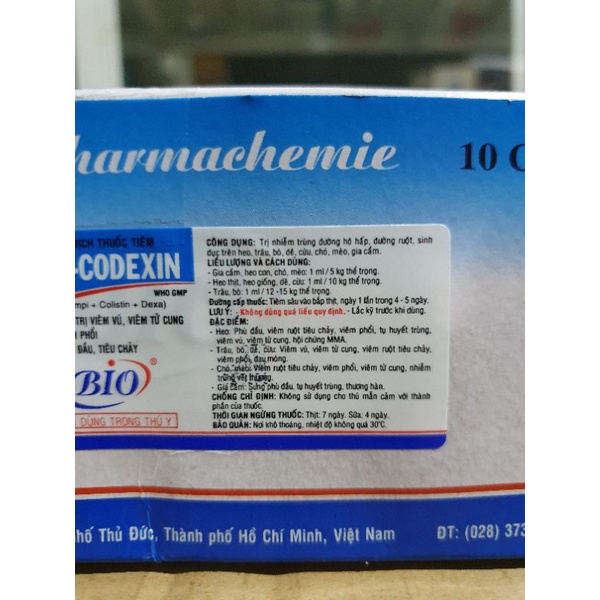 harmachemie
10
DỊCH THUỐC TIÊM
-CODEXIN
WHO GMP
mpi + Colistin + Dexa)
TRỊ VIÊM VÚ, VIÊM TỬ CUNG
PHỔI
ĐẦU, TIÊU CHẢY
BIO®
DÙNG TRONG THÚ Y
CÔNG DỤNG: Trị nhiễm trùng đường hô hấp, đường ruột, sinh
dục trên heo, trâu, bò, dê, cừu, chó, mèo, gia cầm.
LIỀU LƯỢNG VÀ CÁCH DÙNG:
- Gia cầm, heo con, chó, mèo: 1 ml / 5 kg thể trọng.
- Heo thịt, heo giống, dê, cừu: 1 ml / 10 kg thể trọng.
- Trâu, bò: 1 ml / 12 -15 kg thể trọng.
Đường cấp thuốc: Tiêm sâu vào bắp thịt, ngày 1 lần trong 4 - 5 ngày.
LƯU Ý: - Không dùng quá liều quy định. - Lắc kỹ trước khi dùng.
ĐẶC ĐIỂM:
- Heo: Phù đầu, viêm ruột tiêu chảy, viêm phổi, tụ huyết trùng,
viêm vú, viêm tử cung, hội chứng MMA.
- Trâu, bò, dê, cừu: Viêm vú, viêm tử cung, viêm ruột tiêu chảy,
viêm phổi, đau móng.
- Chó, mèo: Viêm ruột tiêu chảy, viêm phổi, viêm tử cung, nhiễm
trùng vết thương.
- Gia cầm: Sưng phù đầu, tụ huyết trùng, thương hàn.
CHỐNG CHỈ ĐỊNH: Không sử dụng cho thú mẫn cảm với thành
phần của thuốc.
THỜI GIAN NGỪNG THUỐC: Thịt: 7 ngày. Sữa: 4 ngày.
BẢO QUẢN: Nơi khô thoáng, nhiệt độ không quá 30°C.
hố Thủ Đức, Thành phố Hồ Chí Minh, Việt Nam
ĐT: (028) 373